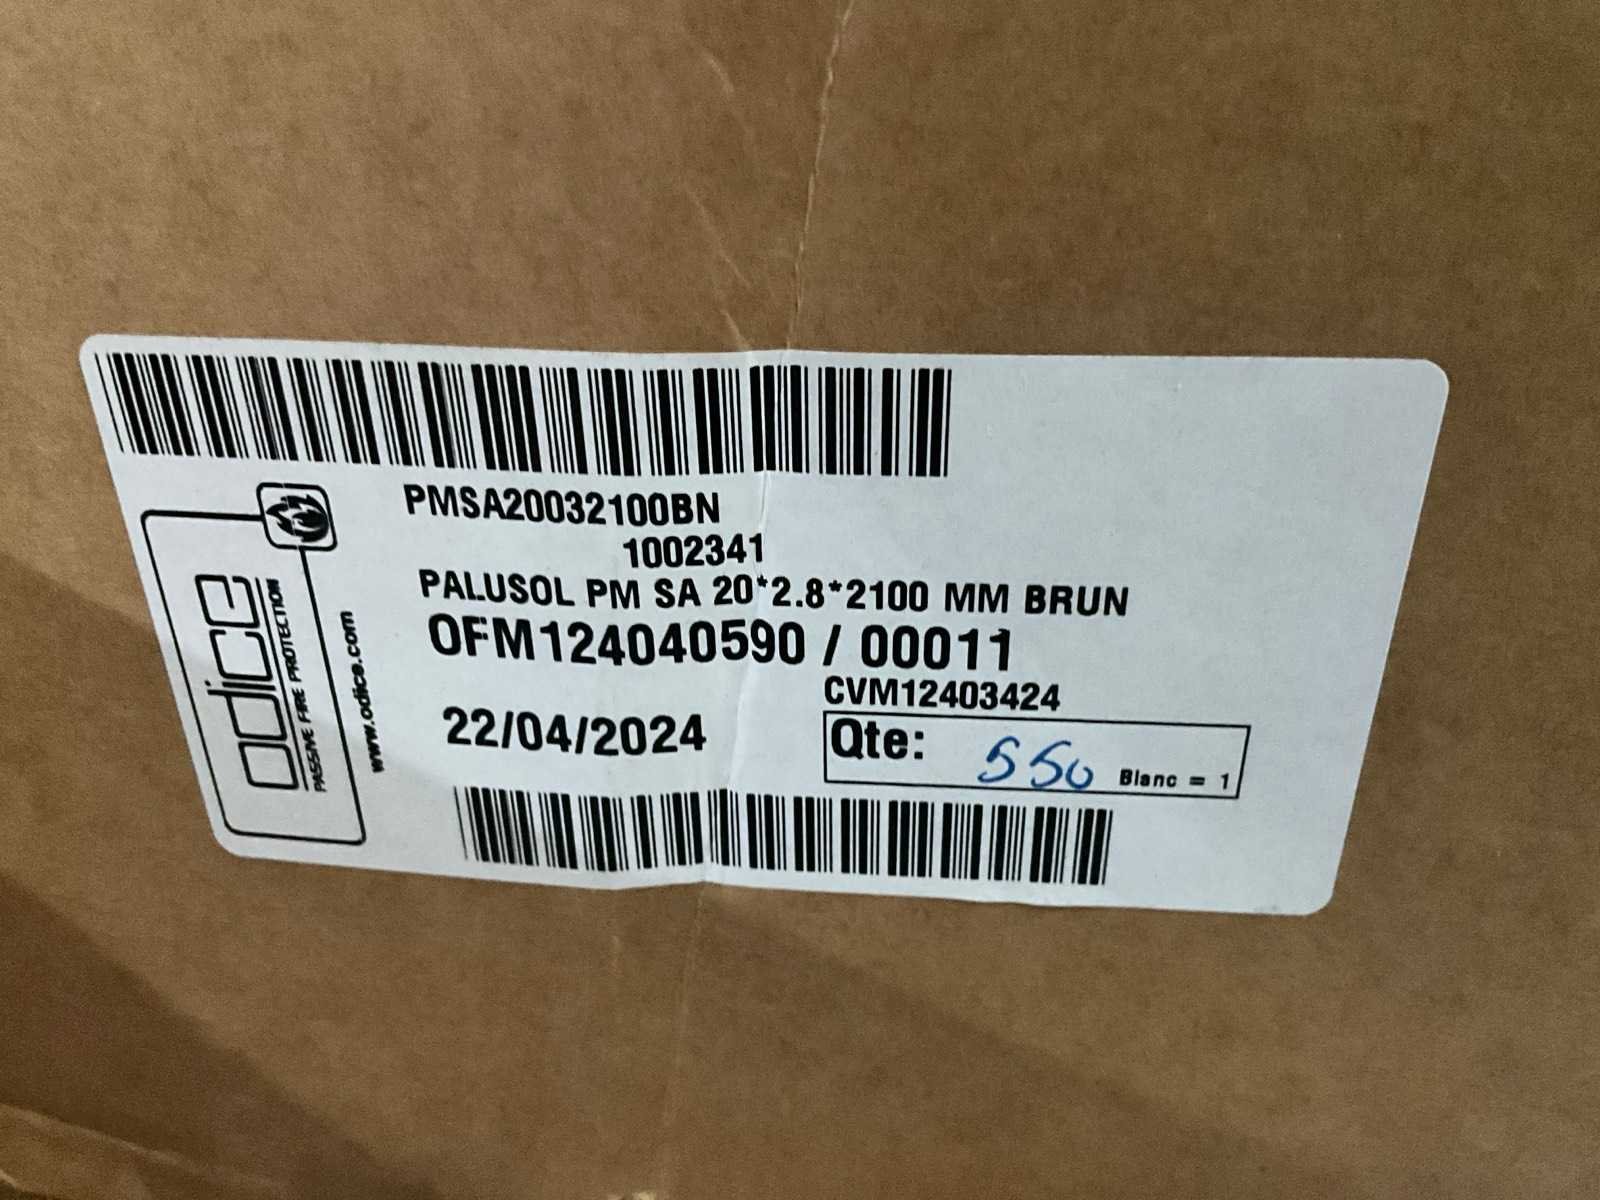 PMSA20032100BN
1002341
PALUSOL PM SA 20*2.8*2100 MM BRUN
OFM124040590 / 00011
CVM12403424
22/04/2024
Qte: 550 Blanc = 1
odice
PASSIVE FIRE PROTECTION
www.odice.com